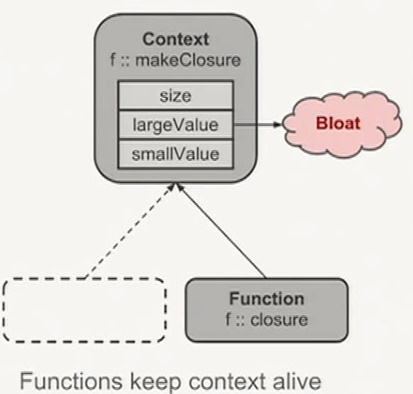 Context
f :: makeClosure
size
largeValue
smallValue
Bloat
Function
f :: closure
Functions keep context alive